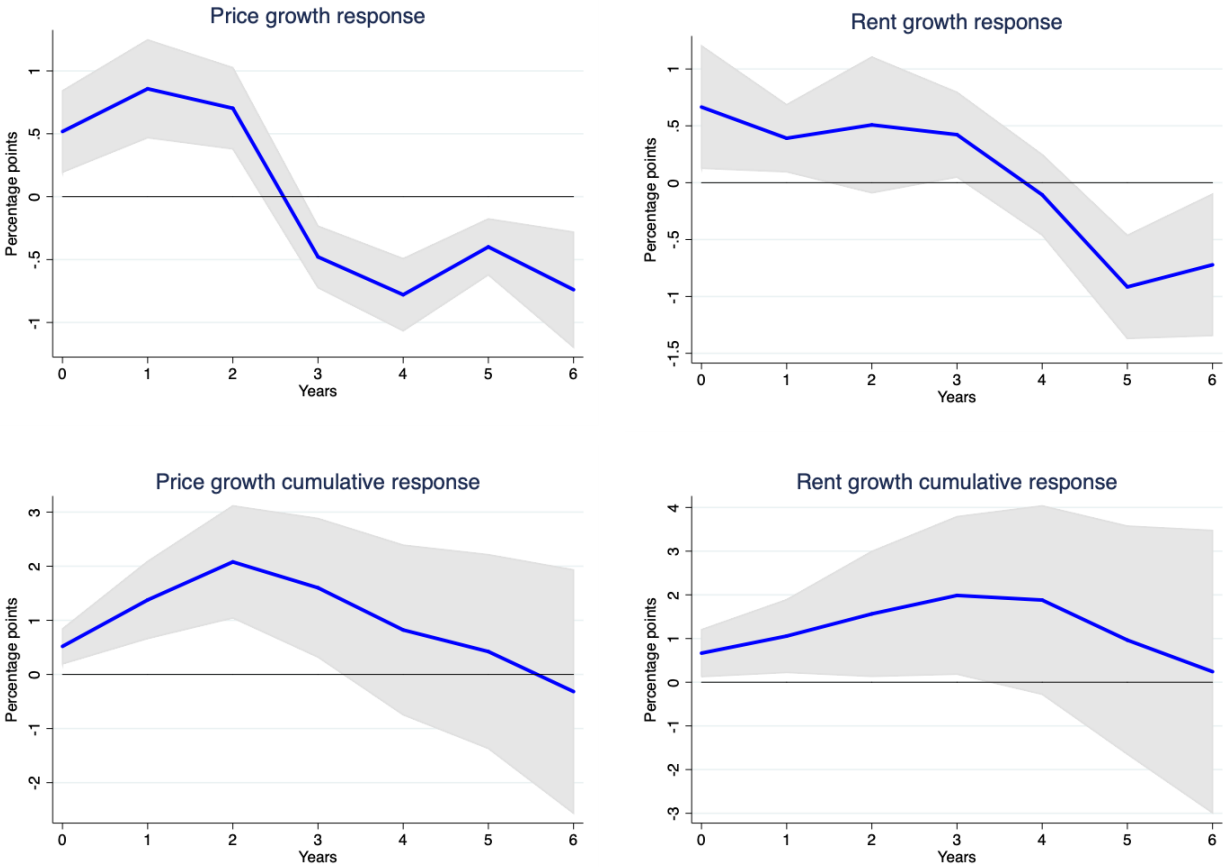 Price growth response
Percentage points
1
.5
0
-.5
-1
0 1 2 3 4 5 6
Years
Rent growth response
Percentage points
1
.5
0
-.5
-1
-1.5
0 1 2 3 4 5 6
Years
Price growth cumulative response
Percentage points
3
2
1
0
-1
-2
0 1 2 3 4 5 6
Years
Rent growth cumulative response
Percentage points
4
3
2
1
0
-1
-2
-3
0 1 2 3 4 5 6
Years